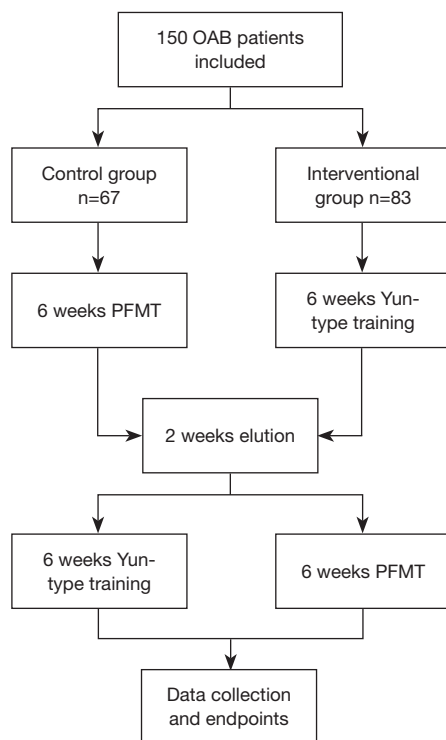 150 OAB patients
included
Control group
n=67
Interventional
group n=83
6 weeks PFMT
6 weeks Yun-
type training
2 weeks elution
6 weeks Yun-
type training
6 weeks PFMT
Data collection
and endpoints